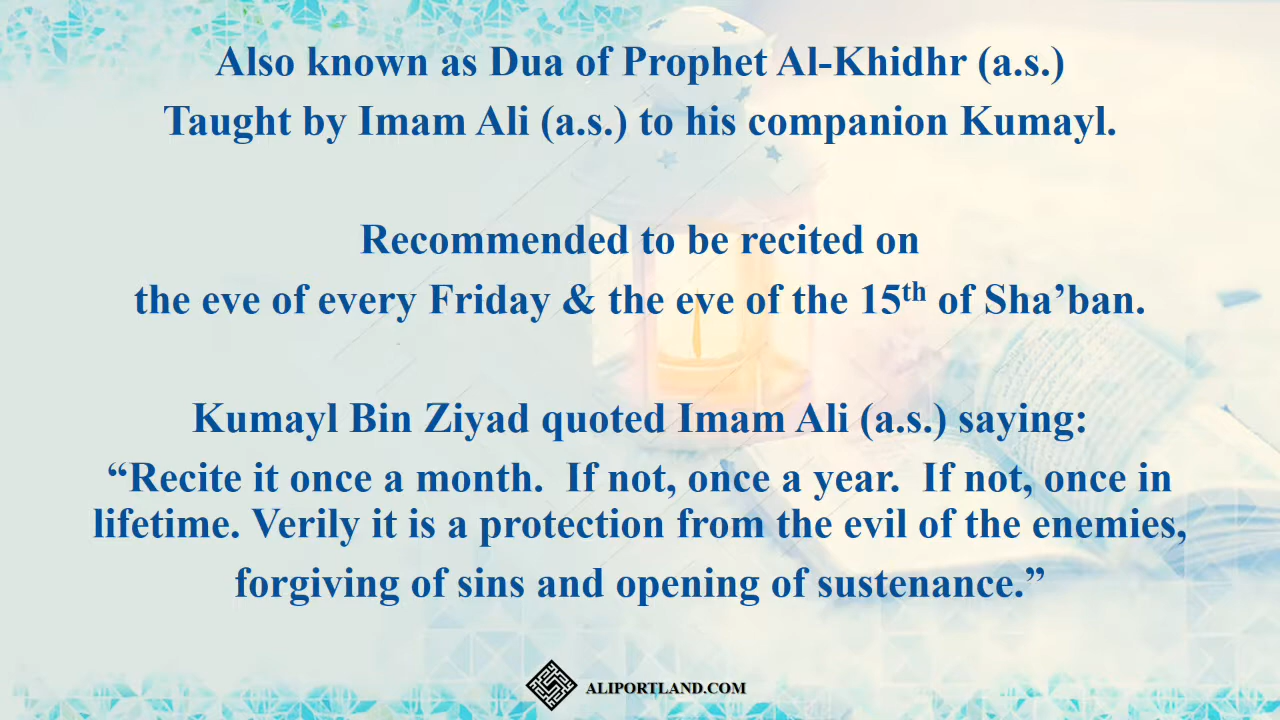 Also known as Dua of Prophet Al-Khidhr (a.s.)
Taught by Imam Ali (a.s.) to his companion Kumayl.
Recommended to be recited on
the eve of every Friday & the eve of the 15th of Sha’ban.
Kumayl Bin Ziyad quoted Imam Ali (a.s.) saying:
“Recite it once a month.  If not, once a year.  If not, once in
lifetime. Verily it is a protection from the evil of the enemies,
forgiving of sins and opening of sustenance.”
ALIPORTLAND.COM